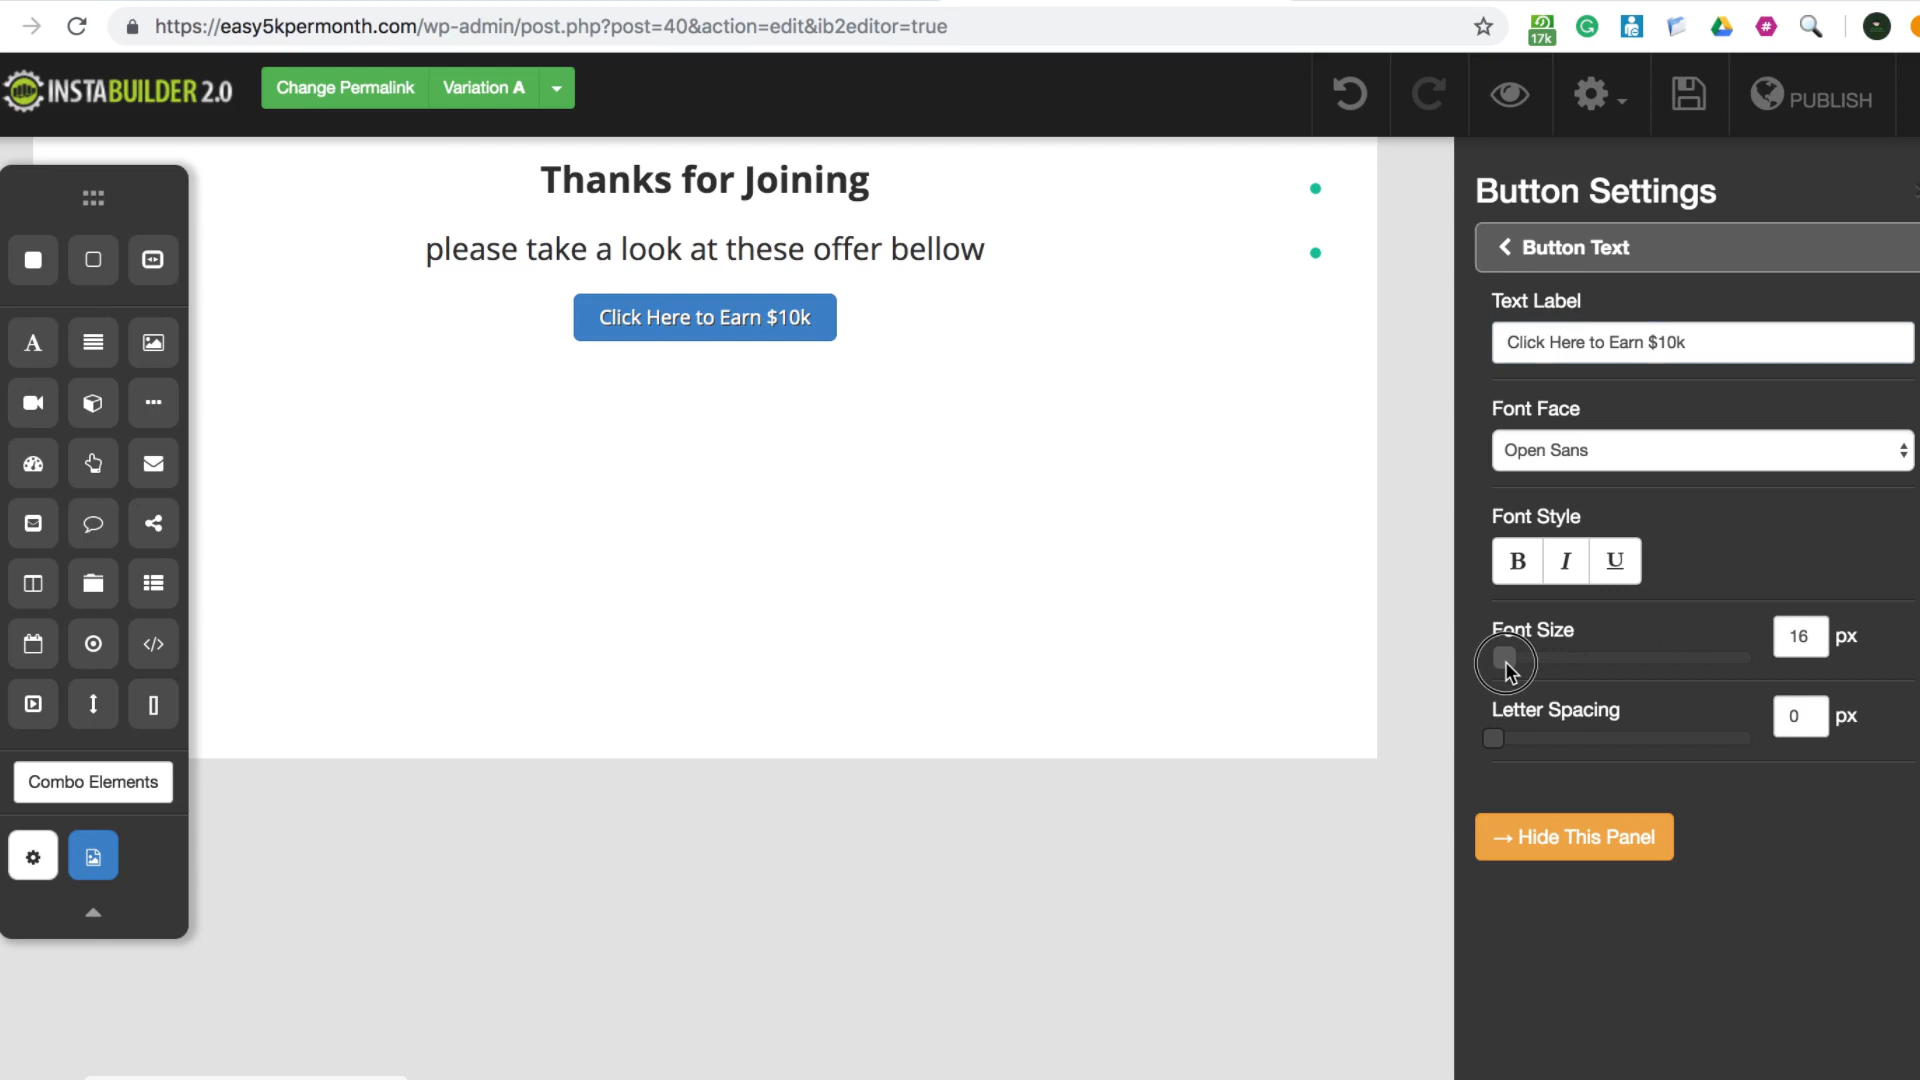 https://easy5kpermonth.com/wp-admin/post.php?post=40&action=edit&ib2editor=true
17k
#
INSTABUILDER 2.0
Change Permalink
Variation A
PUBLISH
Thanks for Joining
please take a look at these offer bellow
Click Here to Earn $10k
A
Combo Elements
Button Settings
Button Text
Text Label
Click Here to Earn $10k
Font Face
Open Sans
Font Style
B I U
Font Size
16 px
Letter Spacing
0 px
→ Hide This Panel